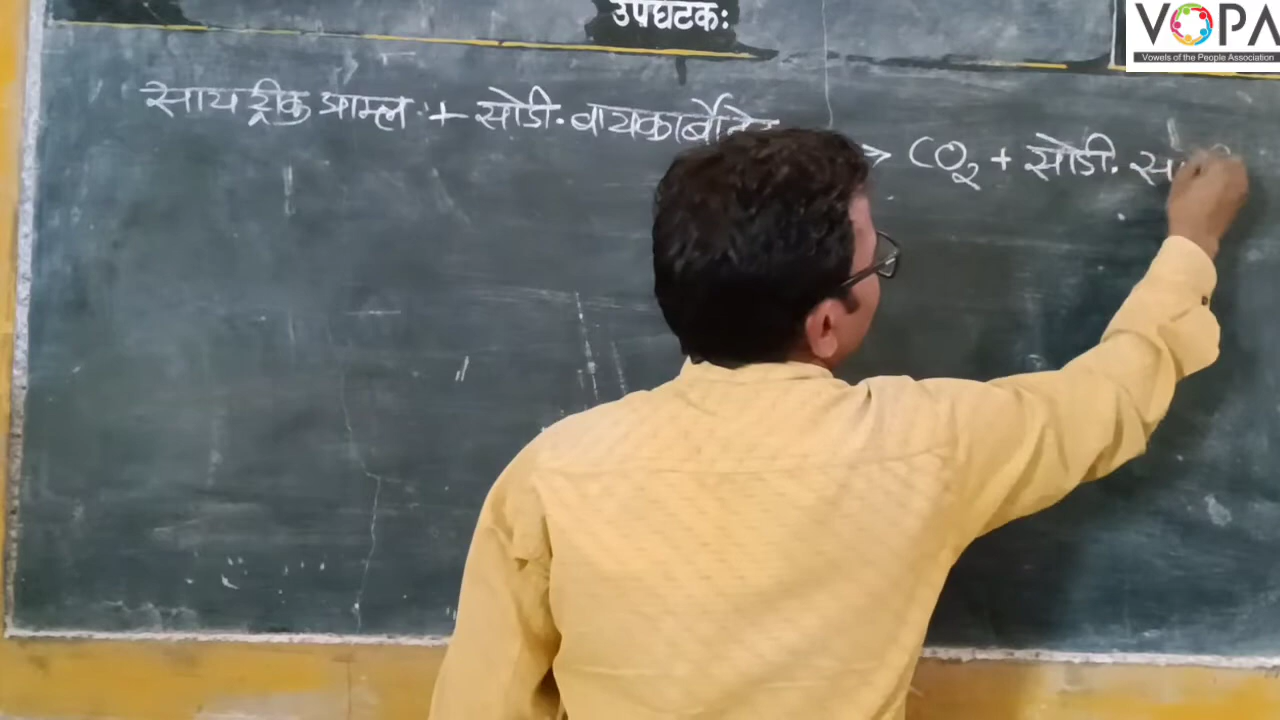 उपघटक:
VOPA
Vowels of the People Association
सायट्रीक आम्ल + सोडी. बायकार्बोनेट → CO₂ + सोडी.